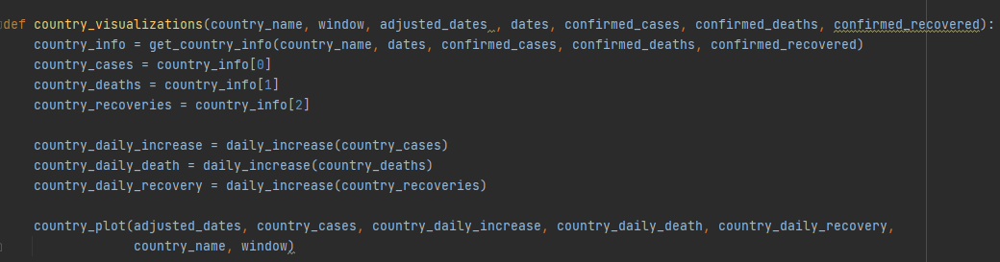 def country_visualizations(country_name, window, adjusted_dates , dates, confirmed_cases, confirmed_deaths, confirmed_recovered):
    country_info = get_country_info(country_name, dates, confirmed_cases, confirmed_deaths, confirmed_recovered)
    country_cases = country_info[0]
    country_deaths = country_info[1]
    country_recoveries = country_info[2]

    country_daily_increase = daily_increase(country_cases)
    country_daily_death = daily_increase(country_deaths)
    country_daily_recovery = daily_increase(country_recoveries)

    country_plot(adjusted_dates, country_cases, country_daily_increase, country_daily_death, country_daily_recovery,
                 country_name, window)